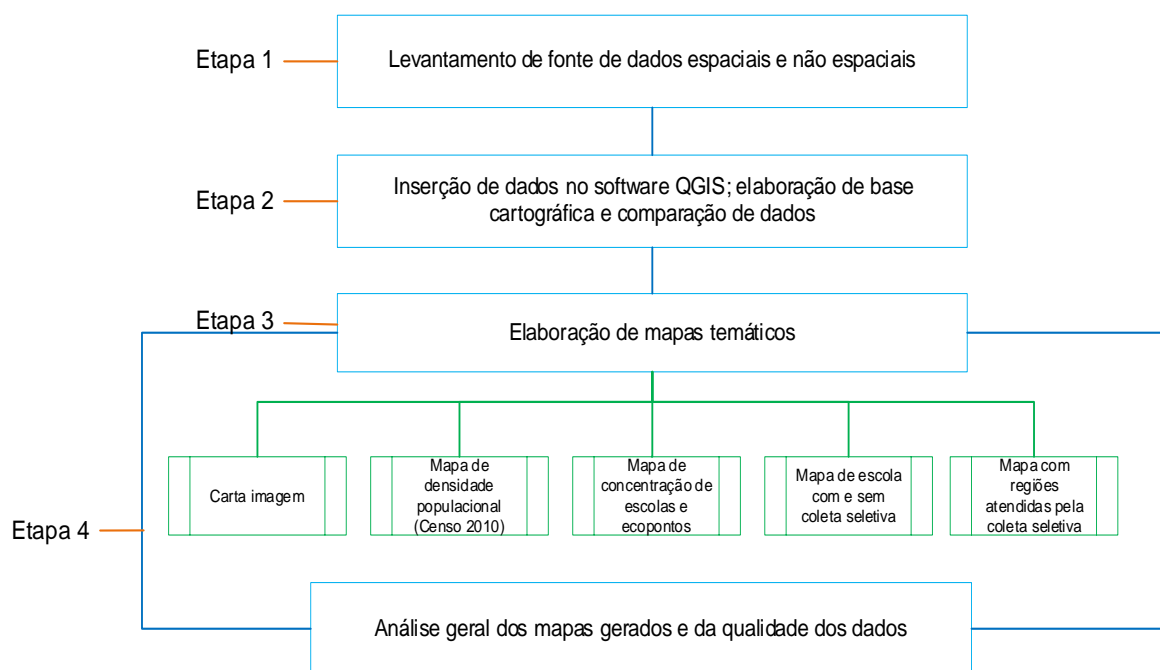 Etapa 1
Levantamento de fonte de dados espaciais e não espaciais
Etapa 2
Inserção de dados no software QGIS; elaboração de base
cartográfica e comparação de dados
Etapa 3
Elaboração de mapas temáticos
Carta imagem
Mapa de
densidade
populacional
(Censo 2010)
Mapa de
concentração de
escolas e
ecopontos
Mapa de escola
com e sem
coleta seletiva
Mapa com
regiões
atendidas pela
coleta seletiva
Etapa 4
Análise geral dos mapas gerados e da qualidade dos dados